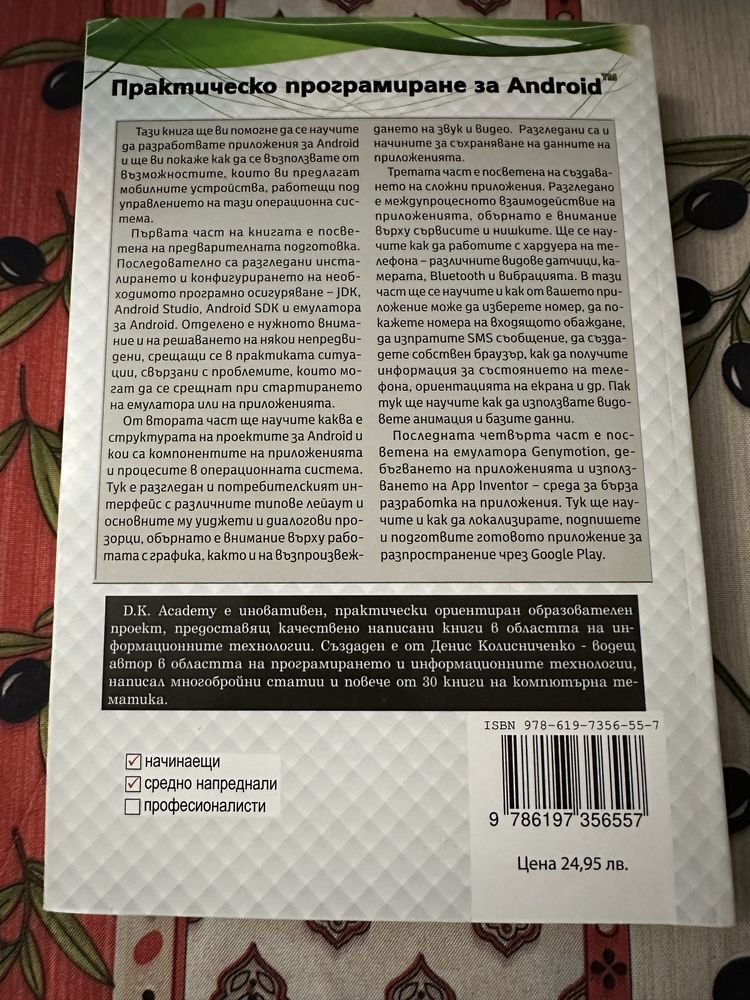 Практическо програмиране за Android™
Тази книга ще ви помогне да се научите
да разработвате приложения за Android
и ще ви покаже как да се възползвате от
възможностите, които ви предлагат
мобилните устройства, работещи под
управлението на тази операционна сис-
тема.
Първата част на книгата е посве-
тена на предварителната подготовка.
Последователно са разгледани инста-
лирането и конфигурирането на необ-
ходимото програмно осигуряване – JDK,
Android Studio, Android SDK и емулатора
за Android. Отделено е нужното внима-
ние и на решаването на някои непредви-
дени, срещащи се в практиката ситуа-
ции, свързани с проблемите, които мо-
гат да се срещнат при стартирането
на емулатора или на приложенията.
От втората част ще научите каква е
структурата на проектите за Android и
кои са компонентите на приложенията
и процесите в операционната система.
Тук е разгледан и потребителският ин-
терфейс с различните типове лейаут и
основните му уиджети и диалогови про-
зорци, обърнато е внимание върху рабо-
тата с графика, както и на възпроизвеж-
дането на звук и видео. Разгледани са и
начините за съхраняване на данните на
приложенията.
Третата част е посветена на създава-
нето на сложни приложения. Разгледано
е междупроцесното взаимодействие на
приложенията, обърнато е внимание
върху сървисите и нишките. Ще се нау-
чите как да работите с хардуера на те-
лефона – различните видове датчици, ка-
мерата, Bluetooth и вибрацията. В тази
част ще се научите и как от вашето при-
ложение може да изберете номер, да по-
кажете номера на входящото обаждане,
да изпратите SMS съобщение, да създа-
дете собствен браузър, как да получите
информация за състоянието на теле-
фона, ориентацията на екрана и др. Пак
тук ще научите как да използвате видо-
вете анимация и базите данни.
Последната четвърта част е пос-
ветена на емулатора Genymotion, де-
бъгването на приложенията и използ-
ването на App Inventor – среда за бърза
разработка на приложения. Тук ще нау-
чите и как да локализирате, подпишете
и подготвите готовото приложение за
разпространение чрез Google Play.
D.K. Academy е иновативен, практически ориентиран образователен
проект, предоставящ качествено написани книги в областта на ин-
формационните технологии. Създаден е от Денис Колисниченко - водещ
автор в областта на програмирането и информационните технологии,
написал многобройни статии и повече от 30 книги на компютърна те-
матика.
ISBN 978-619-7356-55-7
начинаещи
средно напреднали
професионалисти
9 786197 356557
Цена 24,95 лв.